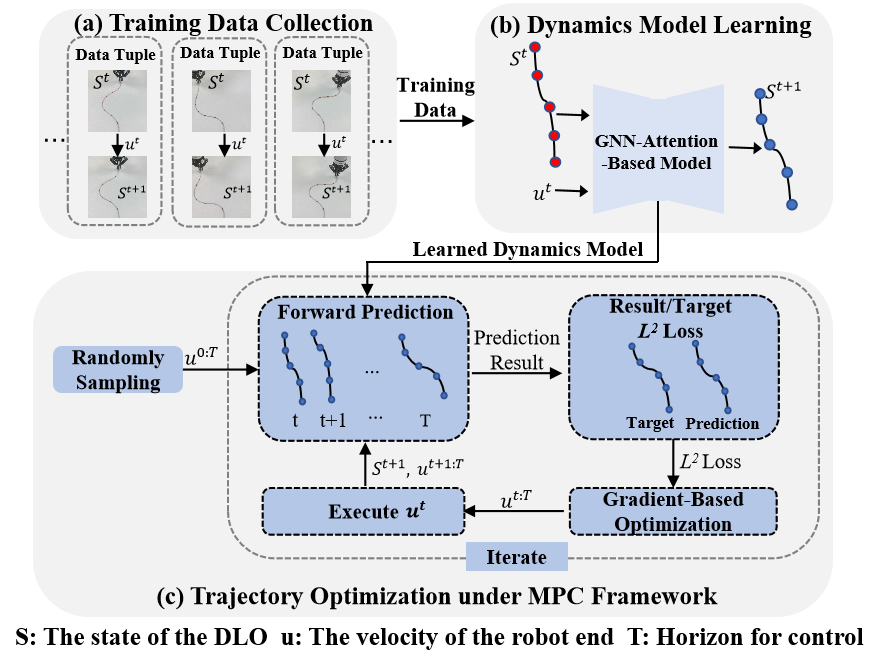 (a) Training Data Collection
Data Tuple
Data Tuple
Data Tuple
S^t
S^t
S^t
u^t
u^t
u^t
S^{t+1}
S^{t+1}
S^{t+1}
...
...
Training
Data
(b) Dynamics Model Learning
S^t
u^t
GNN-Attention
-Based Model
S^{t+1}
Learned Dynamics Model
Randomly
Sampling
u^{0:T}
Forward Prediction
...
t
t+1
...
T
Prediction
Result
Result/Target
L^2 Loss
Target
Prediction
L^2 Loss
Gradient-Based
Optimization
u^{t:T}
Execute u^t
S^{t+1}, u^{t+1:T}
Iterate
(c) Trajectory Optimization under MPC Framework
S: The state of the DLO u: The velocity of the robot end T: Horizon for control